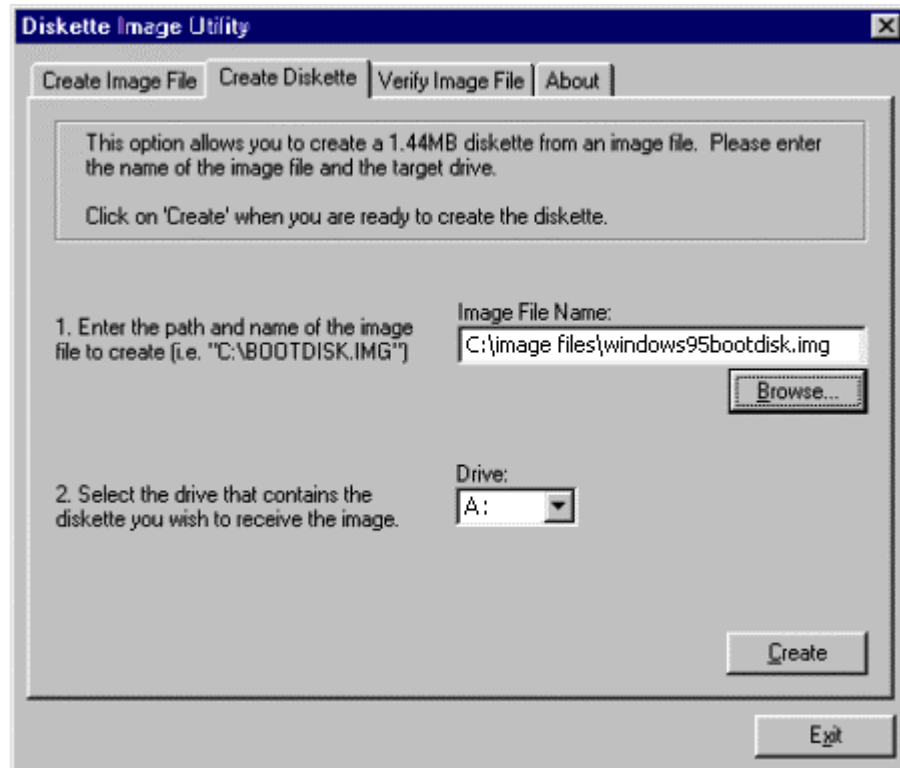 Diskette Image Utility
Create Image File Create Diskette Verify Image File About
This option allows you to create a 1.44MB diskette from an image file. Please enter
the name of the image file and the target drive.
Click on 'Create' when you are ready to create the diskette.
1. Enter the path and name of the image
file to create (i.e. "C:\BOOTDISK.IMG")
Image File Name:
C:\image files\windows95bootdisk.img
Browse...
2. Select the drive that contains the
diskette you wish to receive the image.
Drive:
A:
Create
Exit